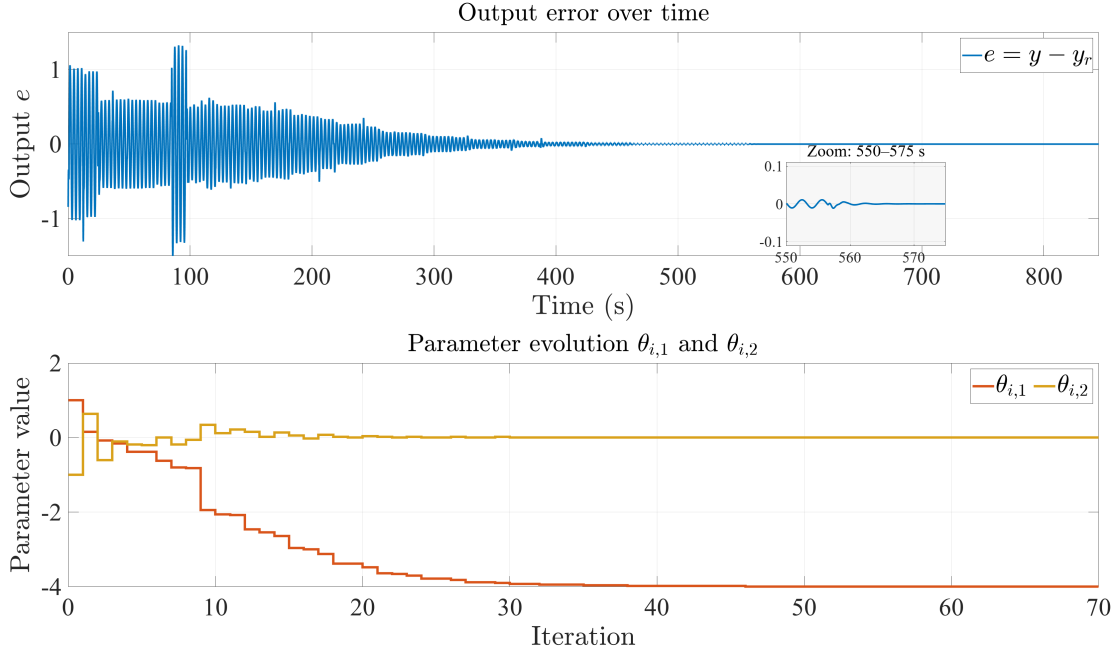 Output error over time
Output e
1
0
-1
e = y − y_r
Zoom: 550–575 s
0.1
0
-0.1
550 560 570
0 100 200 300 400 500 600 700 800
Time (s)
Parameter evolution θ_{i,1} and θ_{i,2}
Parameter value
2
0
-2
-4
θ_{i,1} θ_{i,2}
0 10 20 30 40 50 60 70
Iteration